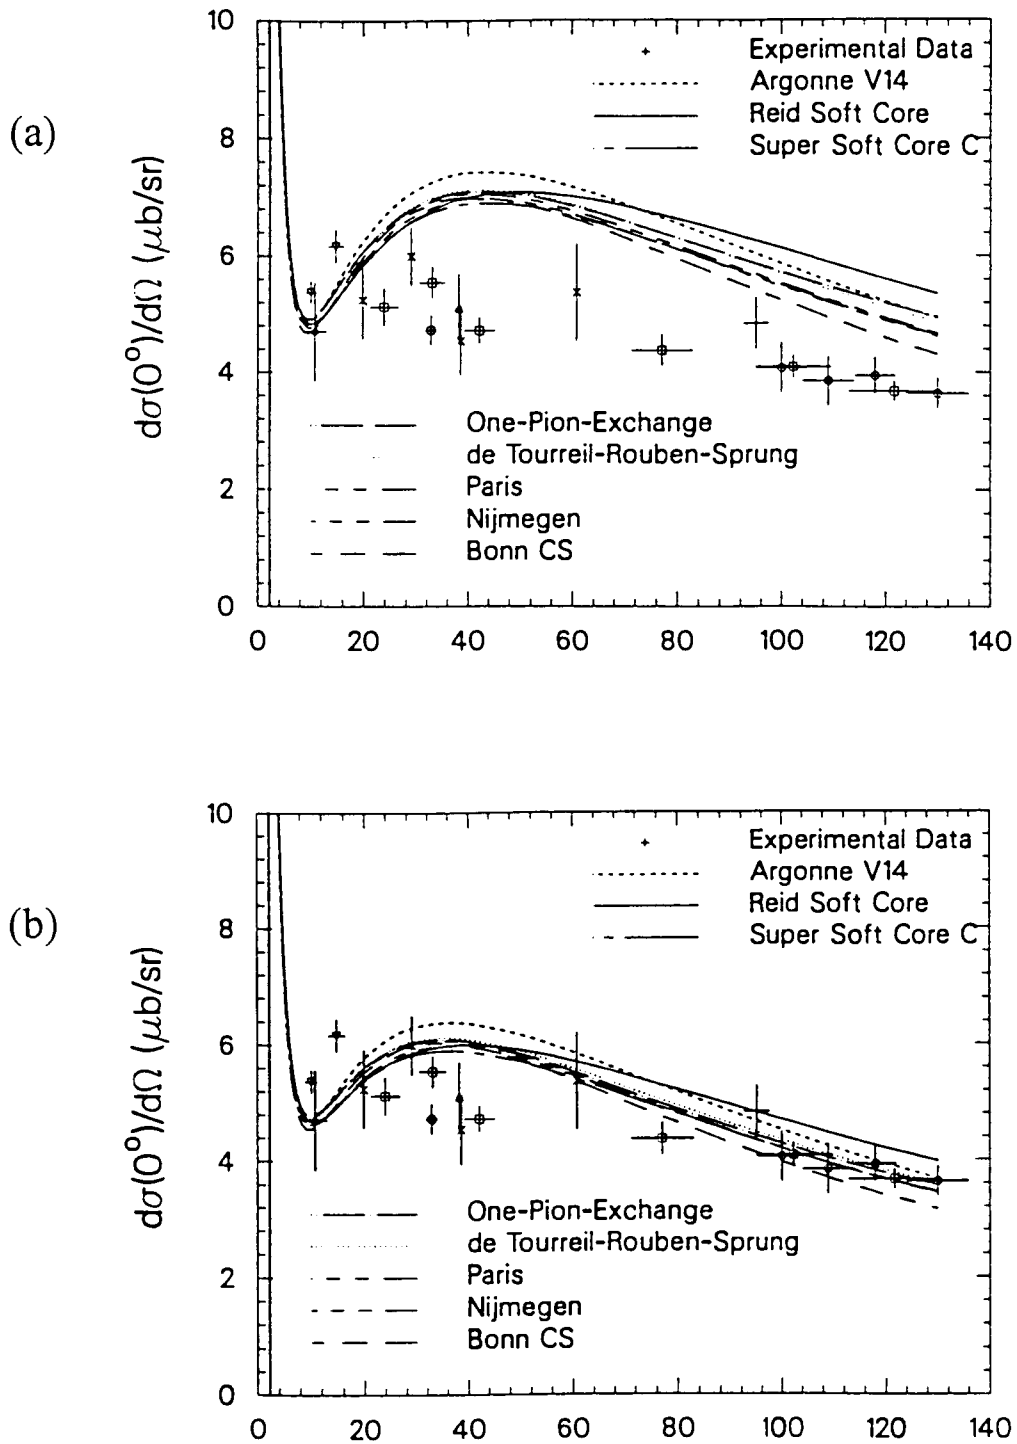 (a)
dσ(0°)/dΩ (μb/sr)
10
8
6
4
2
0
Experimental Data
Argonne V14
Reid Soft Core
Super Soft Core C
One-Pion-Exchange
de Tourreil-Rouben-Sprung
Paris
Nijmegen
Bonn CS
0 20 40 60 80 100 120 140
(b)
dσ(0°)/dΩ (μb/sr)
10
8
6
4
2
0
Experimental Data
Argonne V14
Reid Soft Core
Super Soft Core C
One-Pion-Exchange
de Tourreil-Rouben-Sprung
Paris
Nijmegen
Bonn CS
0 20 40 60 80 100 120 140